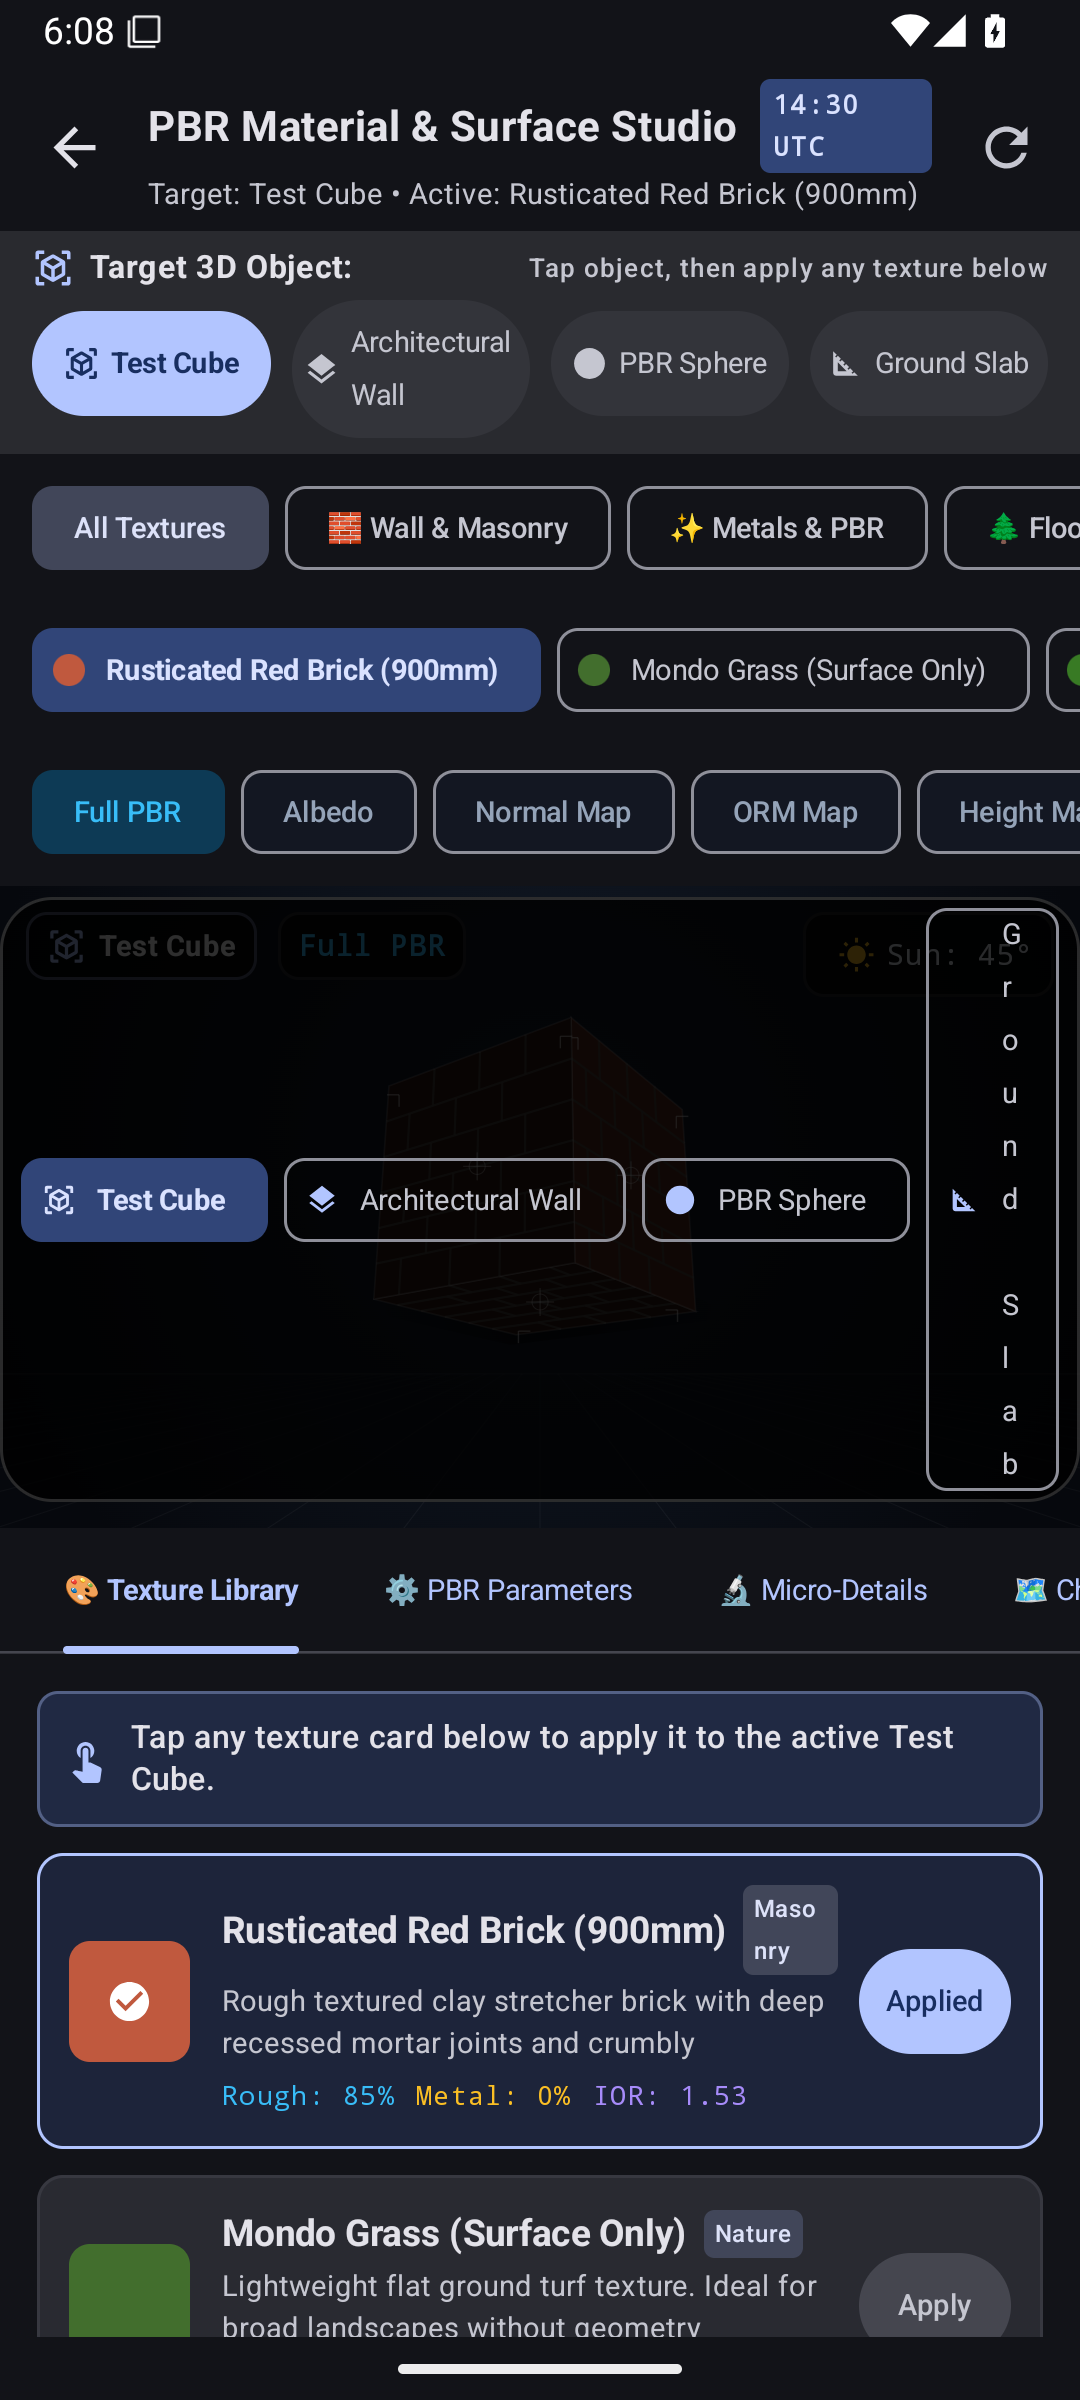 6:08
PBR Material & Surface Studio
14:30
UTC
Target: Test Cube • Active: Rusticated Red Brick (900mm)
Target 3D Object:
Tap object, then apply any texture below
Test Cube
Architectural
Wall
PBR Sphere
Ground Slab
All Textures
🧱 Wall & Masonry
✨ Metals & PBR
🌲 Floo
Rusticated Red Brick (900mm)
Mondo Grass (Surface Only)
Full PBR
Albedo
Normal Map
ORM Map
Height Ma
Test Cube
Full PBR
Sun: 45°
Test Cube
Architectural Wall
PBR Sphere
G
r
o
u
n
d
S
l
a
b
🎨 Texture Library
⚙️ PBR Parameters
🔬 Micro-Details
🗺️ Ch
Tap any texture card below to apply it to the active Test
Cube.
Rusticated Red Brick (900mm)
Maso
nry
Rough textured clay stretcher brick with deep
recessed mortar joints and crumbly
Rough: 85% Metal: 0% IOR: 1.53
Applied
Mondo Grass (Surface Only)
Nature
Lightweight flat ground turf texture. Ideal for
broad landscapes without geometry
Apply